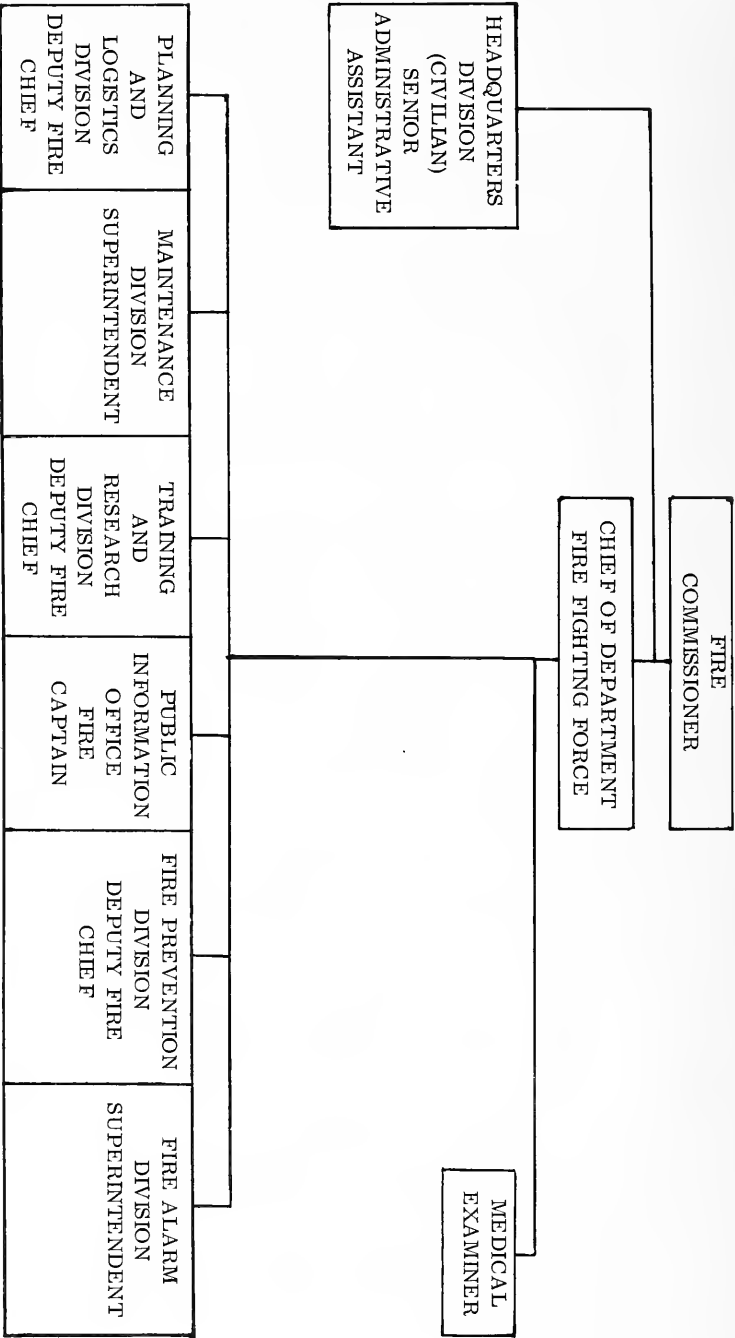 FIRE
COMMISSIONER
CHIEF OF DEPARTMENT
FIRE FIGHTING FORCE
HEADQUARTERS
DIVISION
(CIVILIAN)
SENIOR
ADMINISTRATIVE
ASSISTANT
MEDICAL
EXAMINER
PLANNING
AND
LOGISTICS
DIVISION
DEPUTY FIRE
CHIEF
MAINTENANCE
DIVISION
SUPERINTENDENT
TRAINING
AND
RESEARCH
DIVISION
DEPUTY FIRE
CHIEF
PUBLIC
INFORMATION
OFFICE
FIRE
CAPTAIN
FIRE PREVENTION
DIVISION
DEPUTY FIRE
CHIEF
FIRE ALARM
DIVISION
SUPERINTENDENT